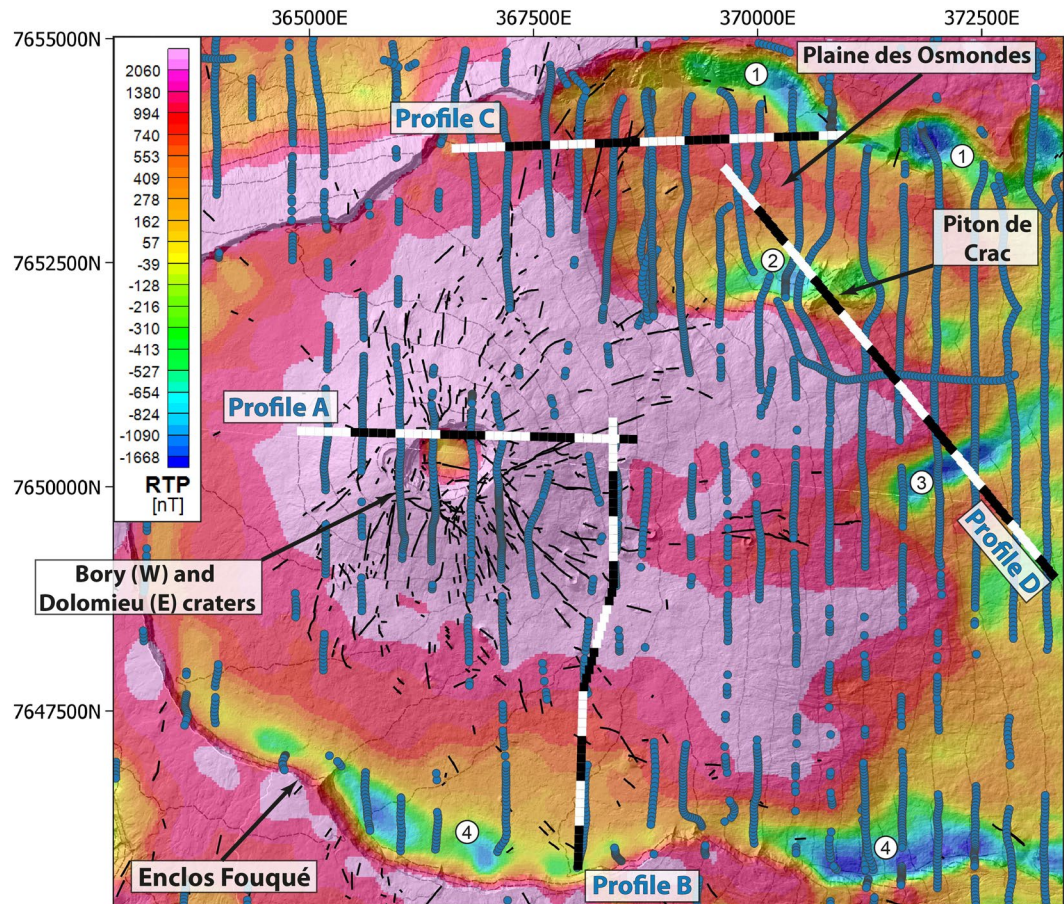 365000E
367500E
370000E
372500E
7655000N
7652500N
7650000N
7647500N
2060
1380
994
740
553
409
278
162
57
-39
-128
-216
-310
-413
-527
-654
-824
-1090
-1668
RTP
[nT]
Plaine des Osmondes
1
Profile C
1
Piton de
Crac
2
Profile A
3
Profile D
Bory (W) and
Dolomieu (E) craters
4
4
Enclos Fouqué
Profile B